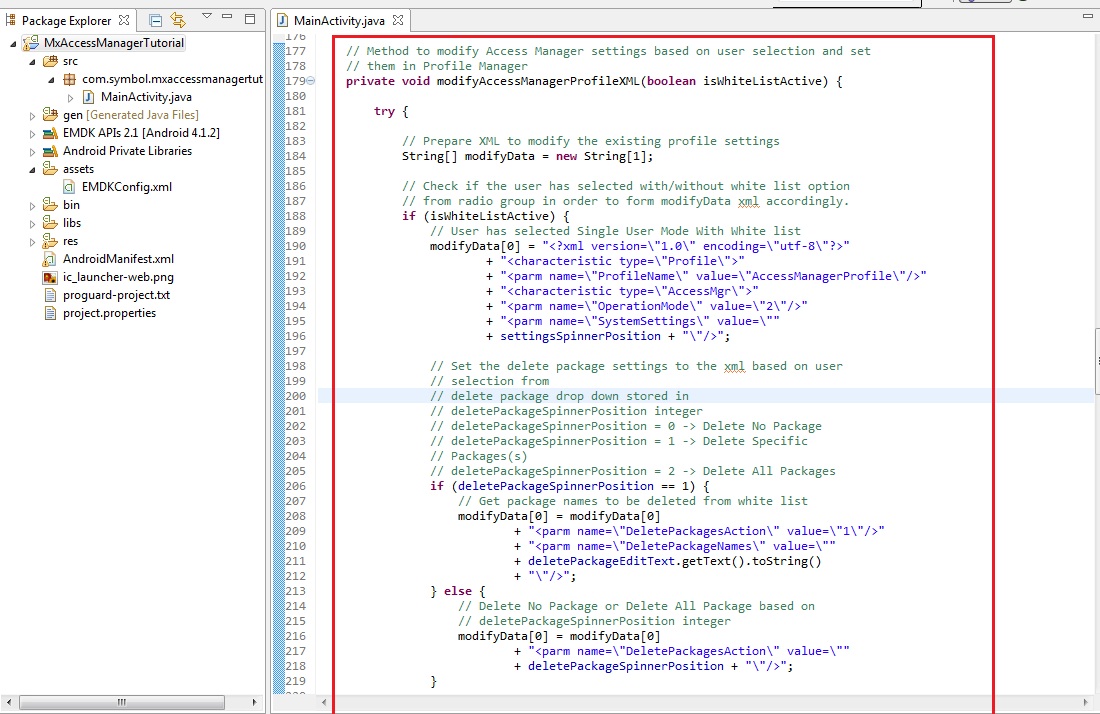 Package Explorer
MainActivity.java
MxAccessManagerTutorial
src
com.symbol.mxaccessmanagertut
MainActivity.java
gen [Generated Java Files]
EMDK APIs 2.1 [Android 4.1.2]
Android Private Libraries
assets
EMDKConfig.xml
bin
libs
res
AndroidManifest.xml
ic_launcher-web.png
proguard-project.txt
project.properties
176
177 // Method to modify Access Manager settings based on user selection and set
178 // them in Profile Manager
179 private void modifyAccessManagerProfileXML(boolean isWhiteListActive) {
180
181 try {
182
183 // Prepare XML to modify the existing profile settings
184 String[] modifyData = new String[1];
185
186 // Check if the user has selected with/without white list option
187 // from radio group in order to form modifyData xml accordingly.
188 if (isWhiteListActive) {
189 // User has selected Single User Mode With White list
190 modifyData[0] = "<?xml version=\"1.0\" encoding=\"utf-8\"?>"
191 + "<characteristic type=\"Profile\">"
192 + "<parm name=\"ProfileName\" value=\"AccessManagerProfile\"/>"
193 + "<characteristic type=\"AccessMgr\">"
194 + "<parm name=\"OperationMode\" value=\"2\"/>"
195 + "<parm name=\"SystemSettings\" value=\""
196 + settingsSpinnerPosition + "\"/>";
197
198 // Set the delete package settings to the xml based on user
199 // selection from
200 // delete package drop down stored in
201 // deletePackageSpinnerPosition integer
202 // deletePackageSpinnerPosition = 0 -> Delete No Package
203 // deletePackageSpinnerPosition = 1 -> Delete Specific
204 // Packages(s)
205 // deletePackageSpinnerPosition = 2 -> Delete All Packages
206 if (deletePackageSpinnerPosition == 1) {
207 // Get package names to be deleted from white list
208 modifyData[0] = modifyData[0]
209 + "<parm name=\"DeletePackagesAction\" value=\"1\"/>"
210 + "<parm name=\"DeletePackageNames\" value=\""
211 + deletePackageEditText.getText().toString()
212 + "\"/>";
213 } else {
214 // Delete No Package or Delete All Package based on
215 // deletePackageSpinnerPosition integer
216 modifyData[0] = modifyData[0]
217 + "<parm name=\"DeletePackagesAction\" value=\""
218 + deletePackageSpinnerPosition + "\"/>";
219 }